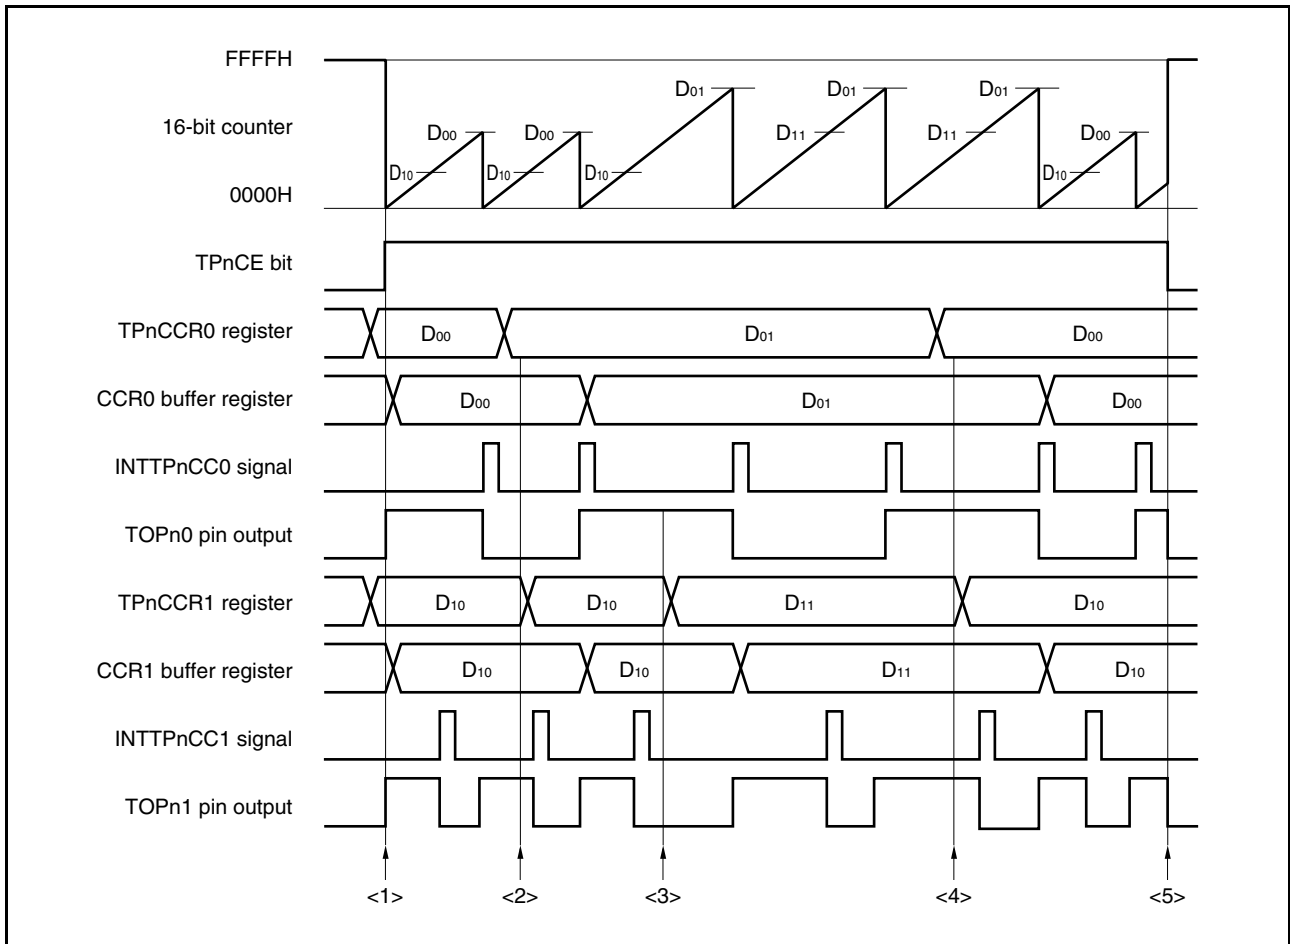 FFFFH
D01 D01 D01
16-bit counter
D00 D00 D11 D11 D00
D10 D10 D10 D10
0000H
TPnCE bit
TPnCCR0 register D00 D01 D00
CCR0 buffer register D00 D01 D00
INTTPnCC0 signal
TOPn0 pin output
TPnCCR1 register D10 D10 D11 D10
CCR1 buffer register D10 D10 D11 D10
INTTPnCC1 signal
TOPn1 pin output
<1> <2> <3> <4> <5>